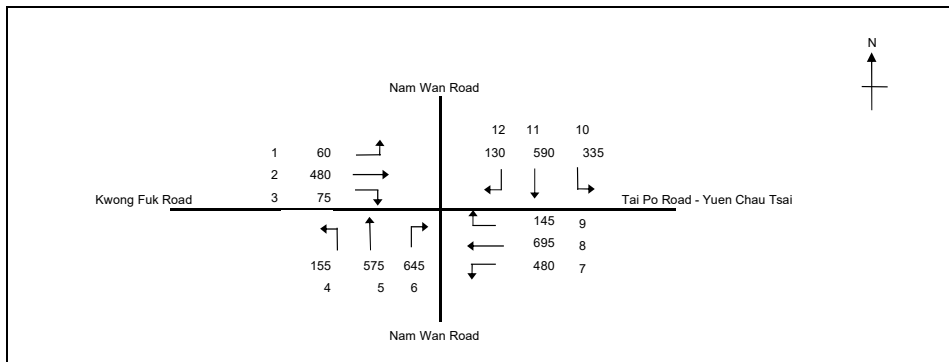 N
Nam Wan Road
12 11 10
1 60 130 590 335
2 480
Kwong Fuk Road 3 75 Tai Po Road - Yuen Chau Tsai
145 9
695 8
155 575 645 480 7
4 5 6
Nam Wan Road